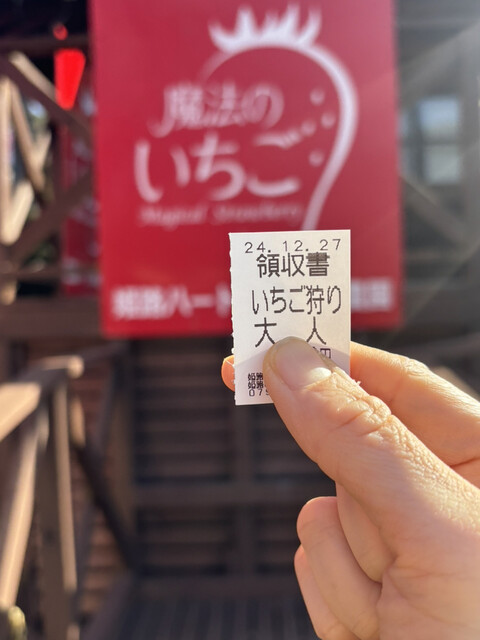 魔法の
いちご
Magical Strawberry
姫路ハート
24.12.27
領収書
いちご狩り
大 人
円